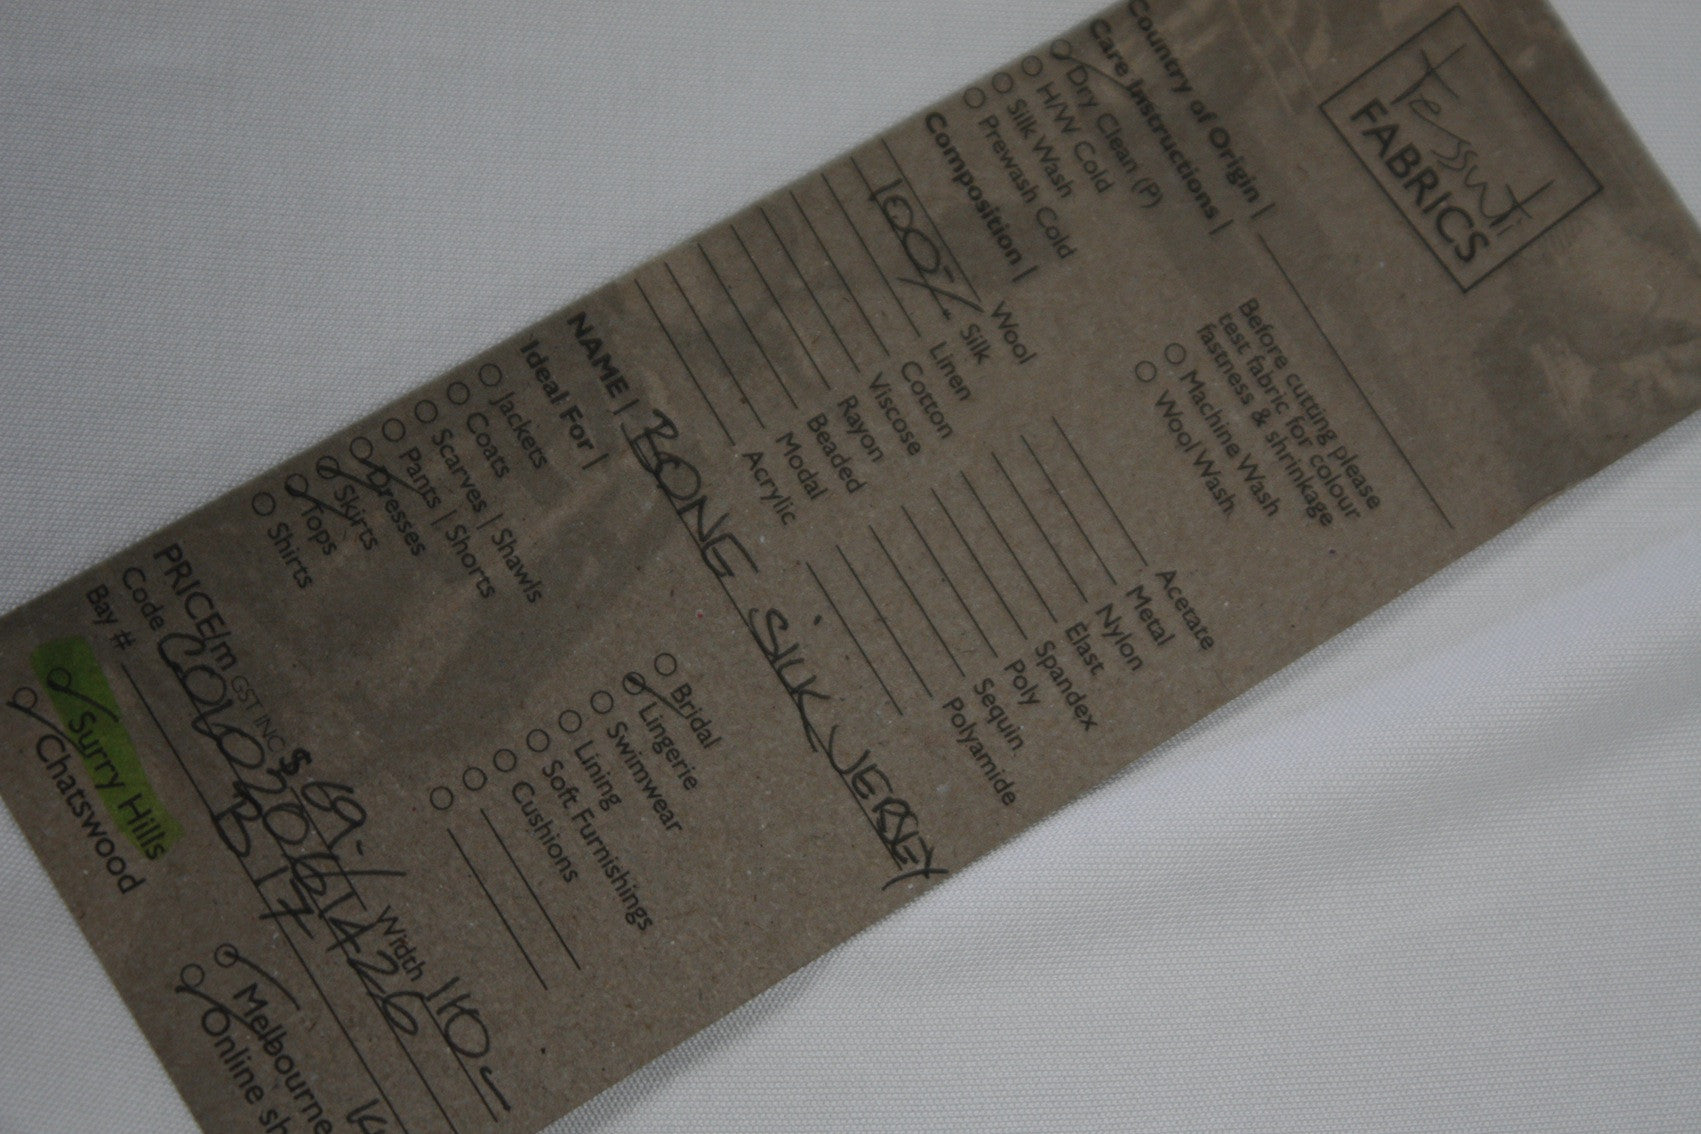 Tessuti
FABRICS
Country of Origin |
Care Instructions |
Dry Clean (P)
H/W Cold
Silk Wash
Prewash Cold
Before cutting please
test fabric for colour
fastness & shrinkage
Machine Wash
Wool Wash
Composition |
Wool
100% Silk
Linen
Cotton
Viscose
Rayon
Beaded
Modal
Acrylic
Acetate
Metal
Nylon
Elast
Spandex
Poly
Sequin
Polyamide
NAME | BONG SILK JERSEY
Ideal For |
Jackets
Coats
Scarves | Shawls
Pants | Shorts
Dresses
Skirts
Tops
Shirts
Bridal
Lingerie
Swimwear
Lining
Soft Furnishings
Cushions
PRICE/m GST INC $69.- Width
Code
Bay # B17
Surry Hills
Chatswood
Melbourne
Online